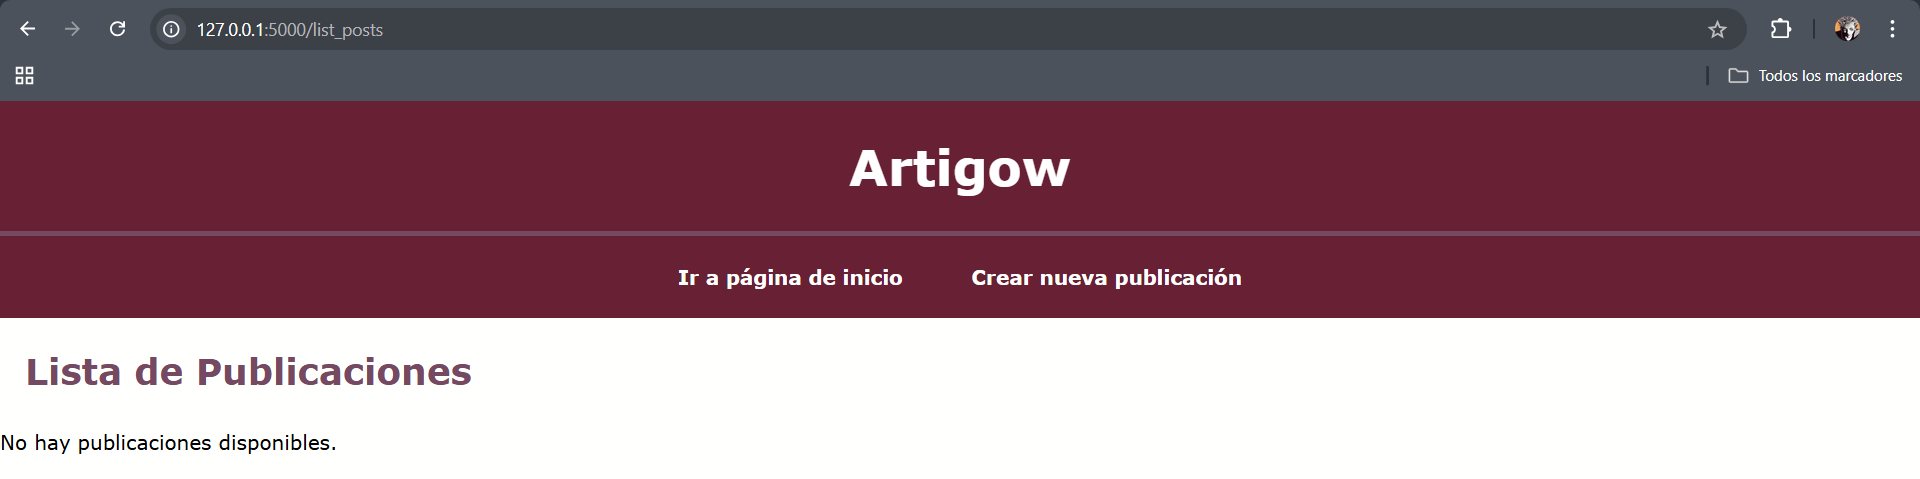 127.0.0.1:5000/list_posts
Todos los marcadores
Artigow
Ir a página de inicio Crear nueva publicación
Lista de Publicaciones
No hay publicaciones disponibles.